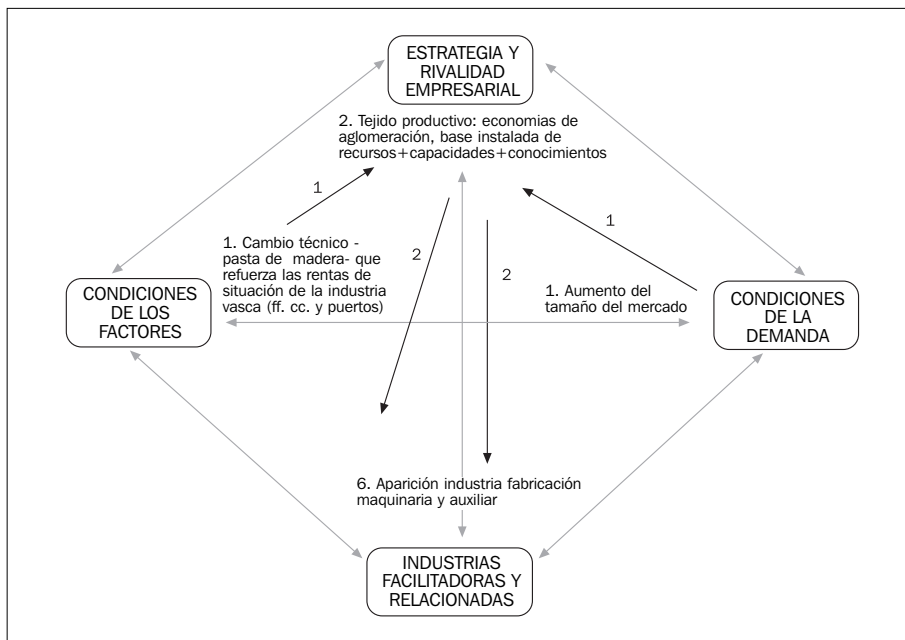 ESTRATEGIA Y
RIVALIDAD
EMPRESARIAL
2. Tejido productivo: economías de
aglomeración, base instalada de
recursos+capacidades+conocimientos
1
1
1. Cambio técnico -
pasta de madera- que
refuerza las rentas de
situación de la industria
vasca (ff. cc. y puertos)
2
2
1. Aumento del
tamaño del mercado
CONDICIONES
DE LOS
FACTORES
CONDICIONES
DE LA
DEMANDA
6. Aparición industria fabricación
maquinaria y auxiliar
INDUSTRIAS
FACILITADORAS Y
RELACIONADAS